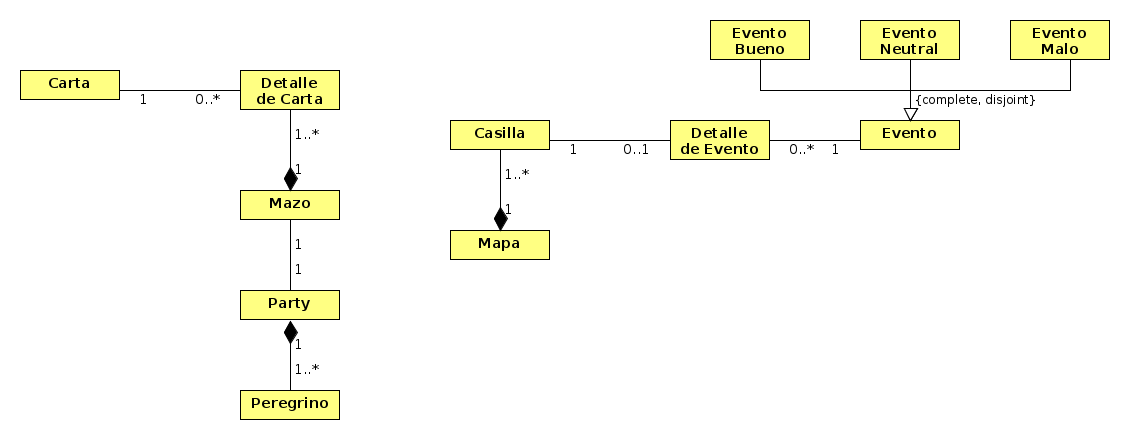 Evento
Bueno
Evento
Neutral
Evento
Malo
{complete, disjoint}
Carta
1
0..*
Detalle
de Carta
1..*
1
Mazo
1
1
Party
1
1..*
Peregrino
Casilla
1
0..1
Detalle
de Evento
0..*
1
Evento
1..*
1
Mapa